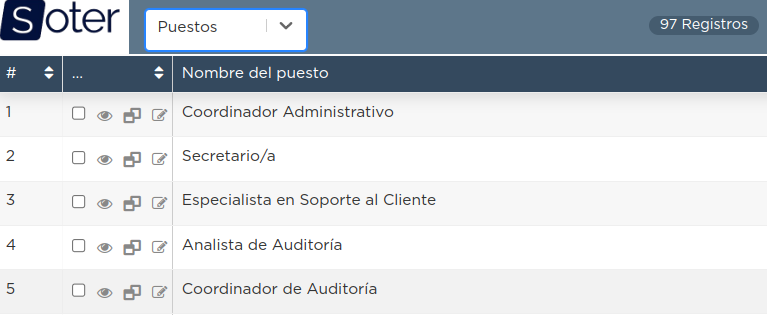 Soter
Puestos
97 Registros
# ... Nombre del puesto
1 Coordinador Administrativo
2 Secretario/a
3 Especialista en Soporte al Cliente
4 Analista de Auditoría
5 Coordinador de Auditoría